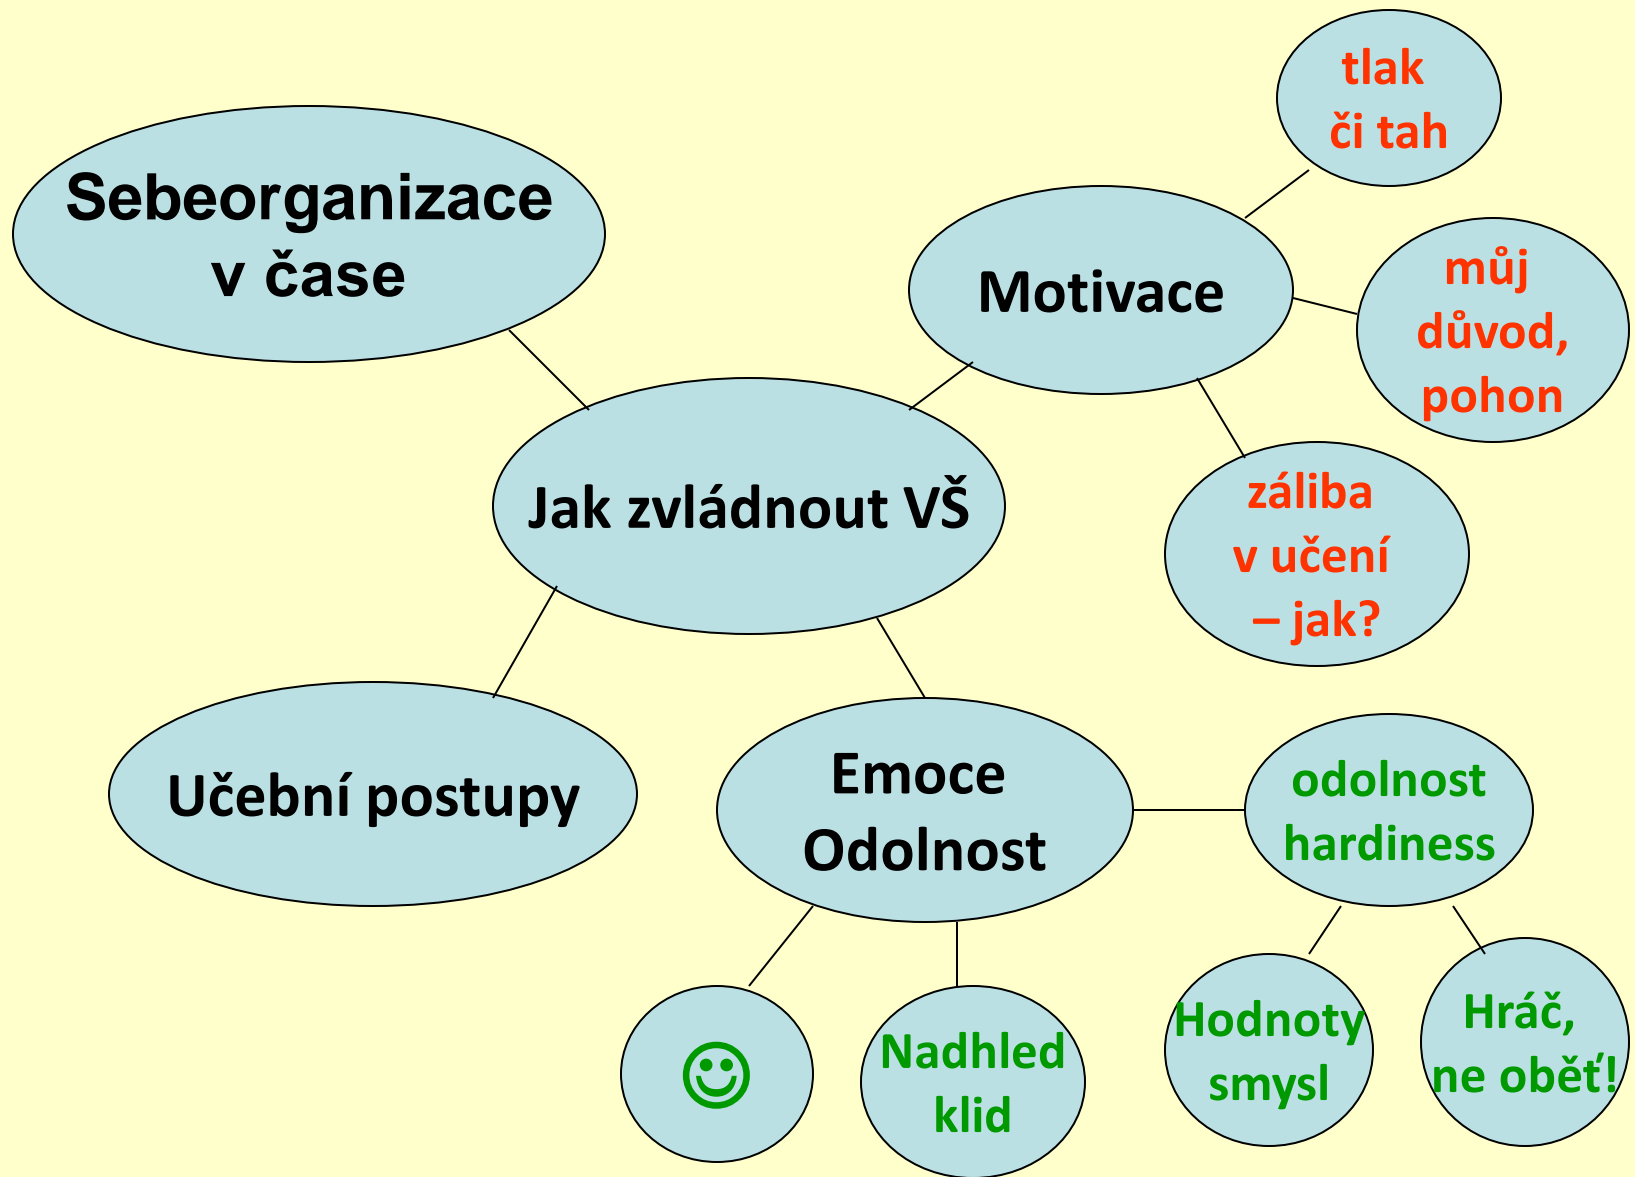 tlak
či tah
Sebeorganizace
v čase
Motivace
můj
důvod,
pohon
Jak zvládnout VŠ
záliba
v učení
– jak?
Učební postupy
Emoce
Odolnost
odolnost
hardiness
☺
Nadhled
klid
Hodnoty
smysl
Hráč,
ne oběť!